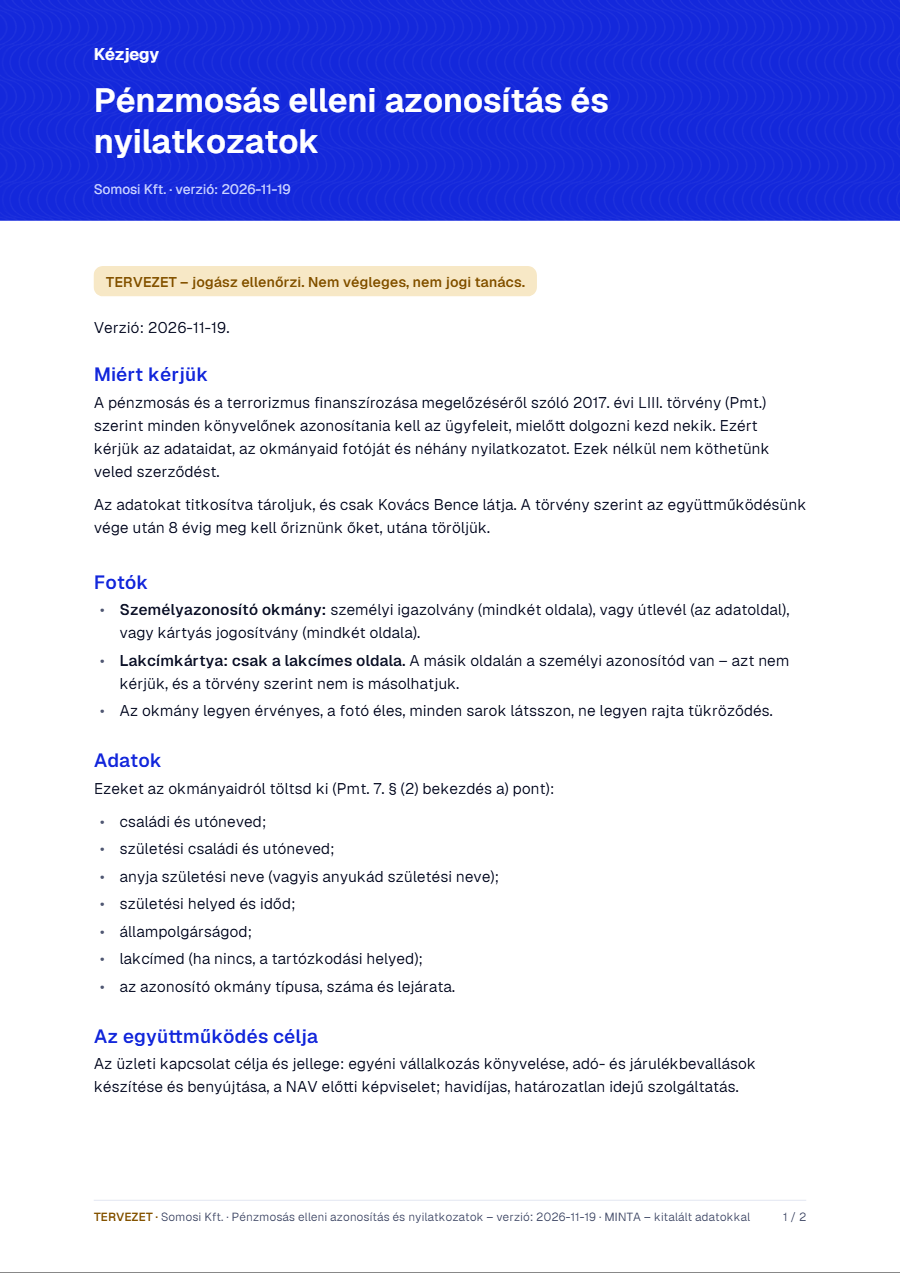 Kézjegy
Pénzmosás elleni azonosítás és
nyilatkozatok
Somosi Kft. · verzió: 2026-11-19
TERVEZET – jogász ellenőrzi. Nem végleges, nem jogi tanács.
Verzió: 2026-11-19.
Miért kérjük
A pénzmosás és a terrorizmus finanszírozása megelőzéséről szóló 2017. évi LIII. törvény (Pmt.)
szerint minden könyvelőnek azonosítania kell az ügyfeleit, mielőtt dolgozni kezd nekik. Ezért
kérjük az adataidat, az okmányaid fotóját és néhány nyilatkozatot. Ezek nélkül nem köthetünk
veled szerződést.
Az adatokat titkosítva tároljuk, és csak Kovács Bence látja. A törvény szerint az együttműködésünk
vége után 8 évig meg kell őriznünk őket, utána töröljük.
Fotók
• Személyazonosító okmány: személyi igazolvány (mindkét oldala), vagy útlevél (az adatoldal),
vagy kártyás jogosítvány (mindkét oldala).
• Lakcímkártya: csak a lakcímes oldala. A másik oldalán a személyi azonosítód van – azt nem
kérjük, és a törvény szerint nem is másolhatjuk.
• Az okmány legyen érvényes, a fotó éles, minden sarok látsszon, ne legyen rajta tükröződés.
Adatok
Ezeket az okmányaidról töltsd ki (Pmt. 7. § (2) bekezdés a) pont):
• családi és utóneved;
• születési családi és utóneved;
• anyja születési neve (vagyis anyukád születési neve);
• születési helyed és időd;
• állampolgárságod;
• lakcímed (ha nincs, a tartózkodási helyed);
• az azonosító okmány típusa, száma és lejárata.
Az együttműködés célja
Az üzleti kapcsolat célja és jellege: egyéni vállalkozás könyvelése, adó- és járulékbevallások
készítése és benyújtása, a NAV előtti képviselet; havidíjas, határozatlan idejű szolgáltatás.
TERVEZET · Somosi Kft. · Pénzmosás elleni azonosítás és nyilatkozatok – verzió: 2026-11-19 · MINTA – kitalált adatokkal 1 / 2